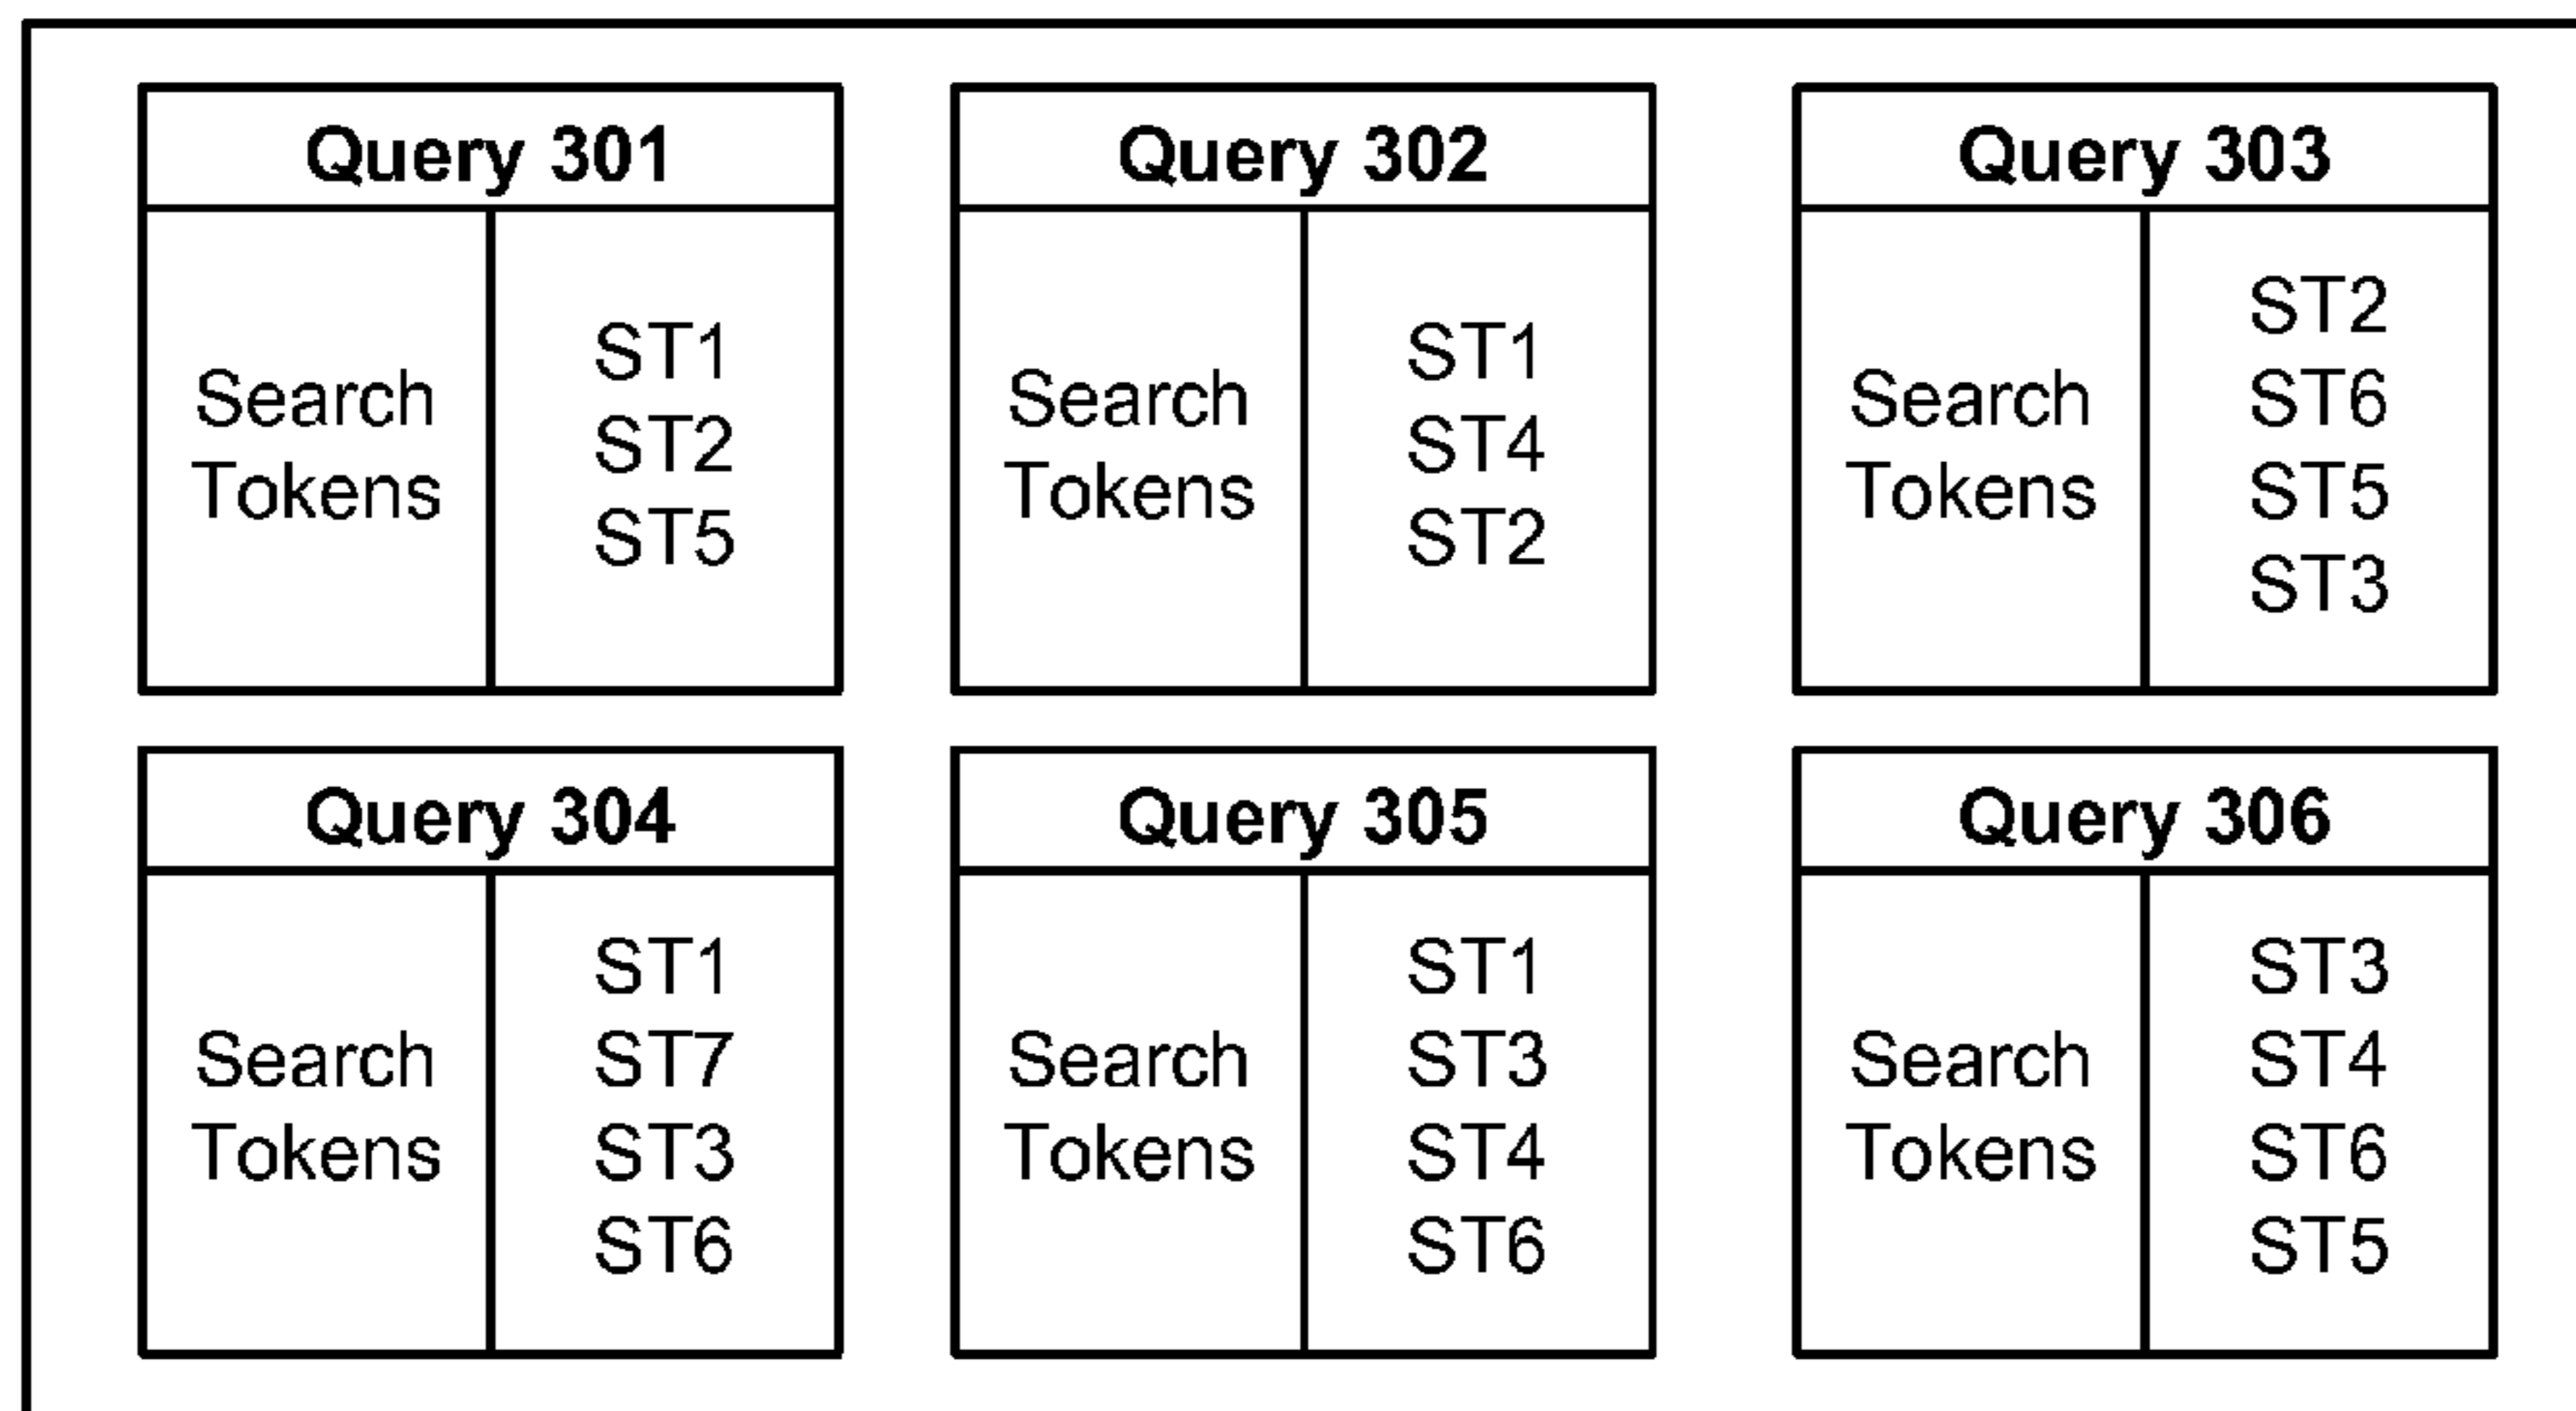 Query 301
Search
Tokens
ST1
ST2
ST5
Query 302
Search
Tokens
ST1
ST4
ST2
Query 303
Search
Tokens
ST2
ST6
ST5
ST3
Query 304
Search
Tokens
ST1
ST7
ST3
ST6
Query 305
Search
Tokens
ST1
ST3
ST4
ST6
Query 306
Search
Tokens
ST3
ST4
ST6
ST5